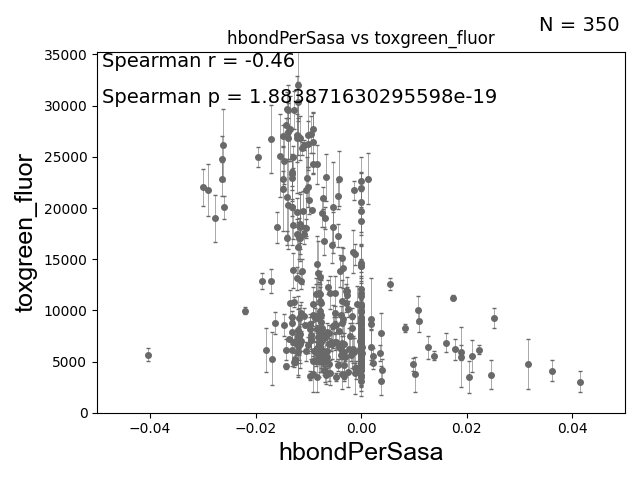 N = 350
hbondPerSasa vs toxgreen_fluor
Spearman r = -0.46
Spearman p = 1.883871630295598e-19
35000
30000
25000
20000
15000
10000
5000
0
toxgreen_fluor
−0.04 −0.02 0.00 0.02 0.04
hbondPerSasa